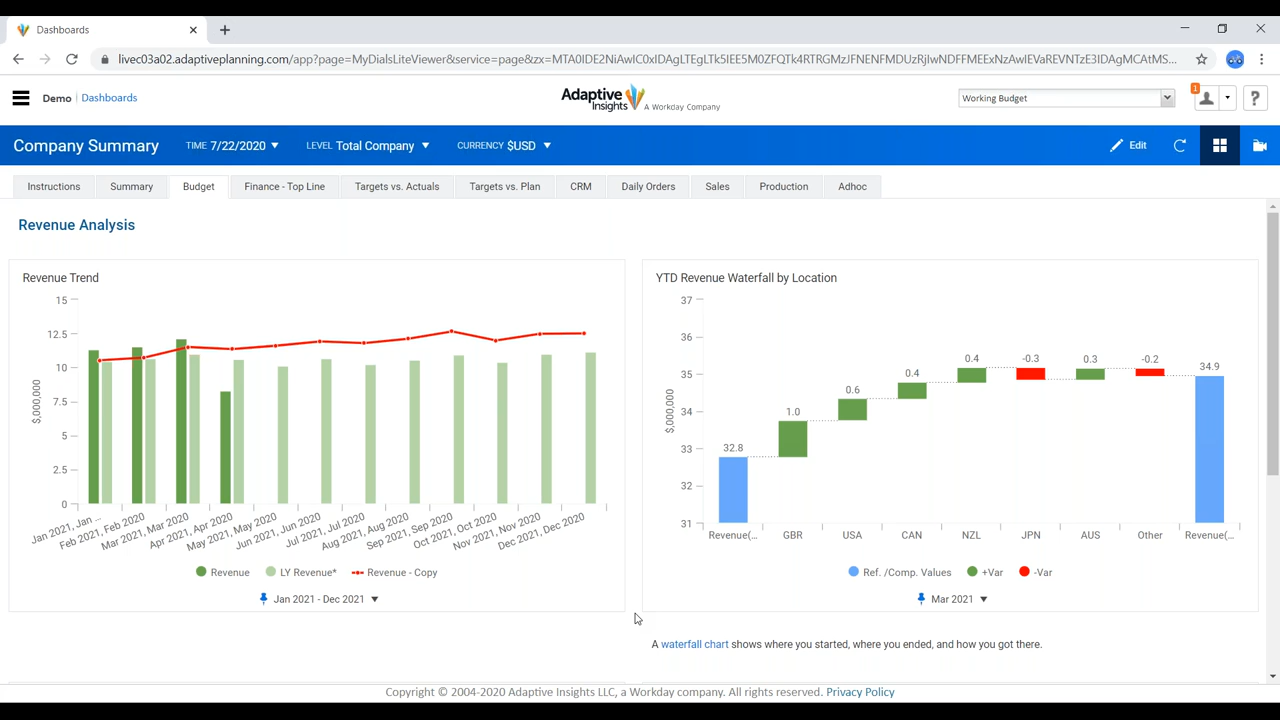 Dashboards
livec03a02.adaptiveplanning.com/app?page=MyDialsLiteViewer&service=page&zz=
Demo Dashboards
Adaptive Insights A Workday Company
Working Budget
1
?
Company Summary TIME 7/22/2020 LEVEL Total Company CURRENCY $USD Edit
Instructions Summary Budget Finance - Top Line Targets vs. Actuals Targets vs. Plan CRM Daily Orders Sales Production Adhoc
Revenue Analysis
Revenue Trend
15
12.5
10
7.5
5
2.5
0
$,000,000
Jan 2021, Jan ...
Feb 2021, Feb 2020
Mar 2021, Mar 2020
Apr 2021, Apr 2020
May 2021, May 2020
Jun 2021, Jun 2020
Jul 2021, Jul 2020
Aug 2021, Aug 2020
Sep 2021, Sep 2020
Oct 2021, Oct 2020
Nov 2021, Nov 2020
Dec 2021, Dec 2020
Revenue LY Revenue* Revenue - Copy
Jan 2021 - Dec 2021
YTD Revenue Waterfall by Location
37
36
35
34
33
32
31
$,000,000
32.8
1.0
0.6
0.4
0.4
-0.3
0.3
-0.2
34.9
Revenue(... GBR USA CAN NZL JPN AUS Other Revenue(...
Ref. /Comp. Values +Var -Var
Mar 2021
A waterfall chart shows where you started, where you ended, and how you got there.
Copyright © 2004-2020 Adaptive Insights LLC, a Workday company. All rights reserved. Privacy Policy